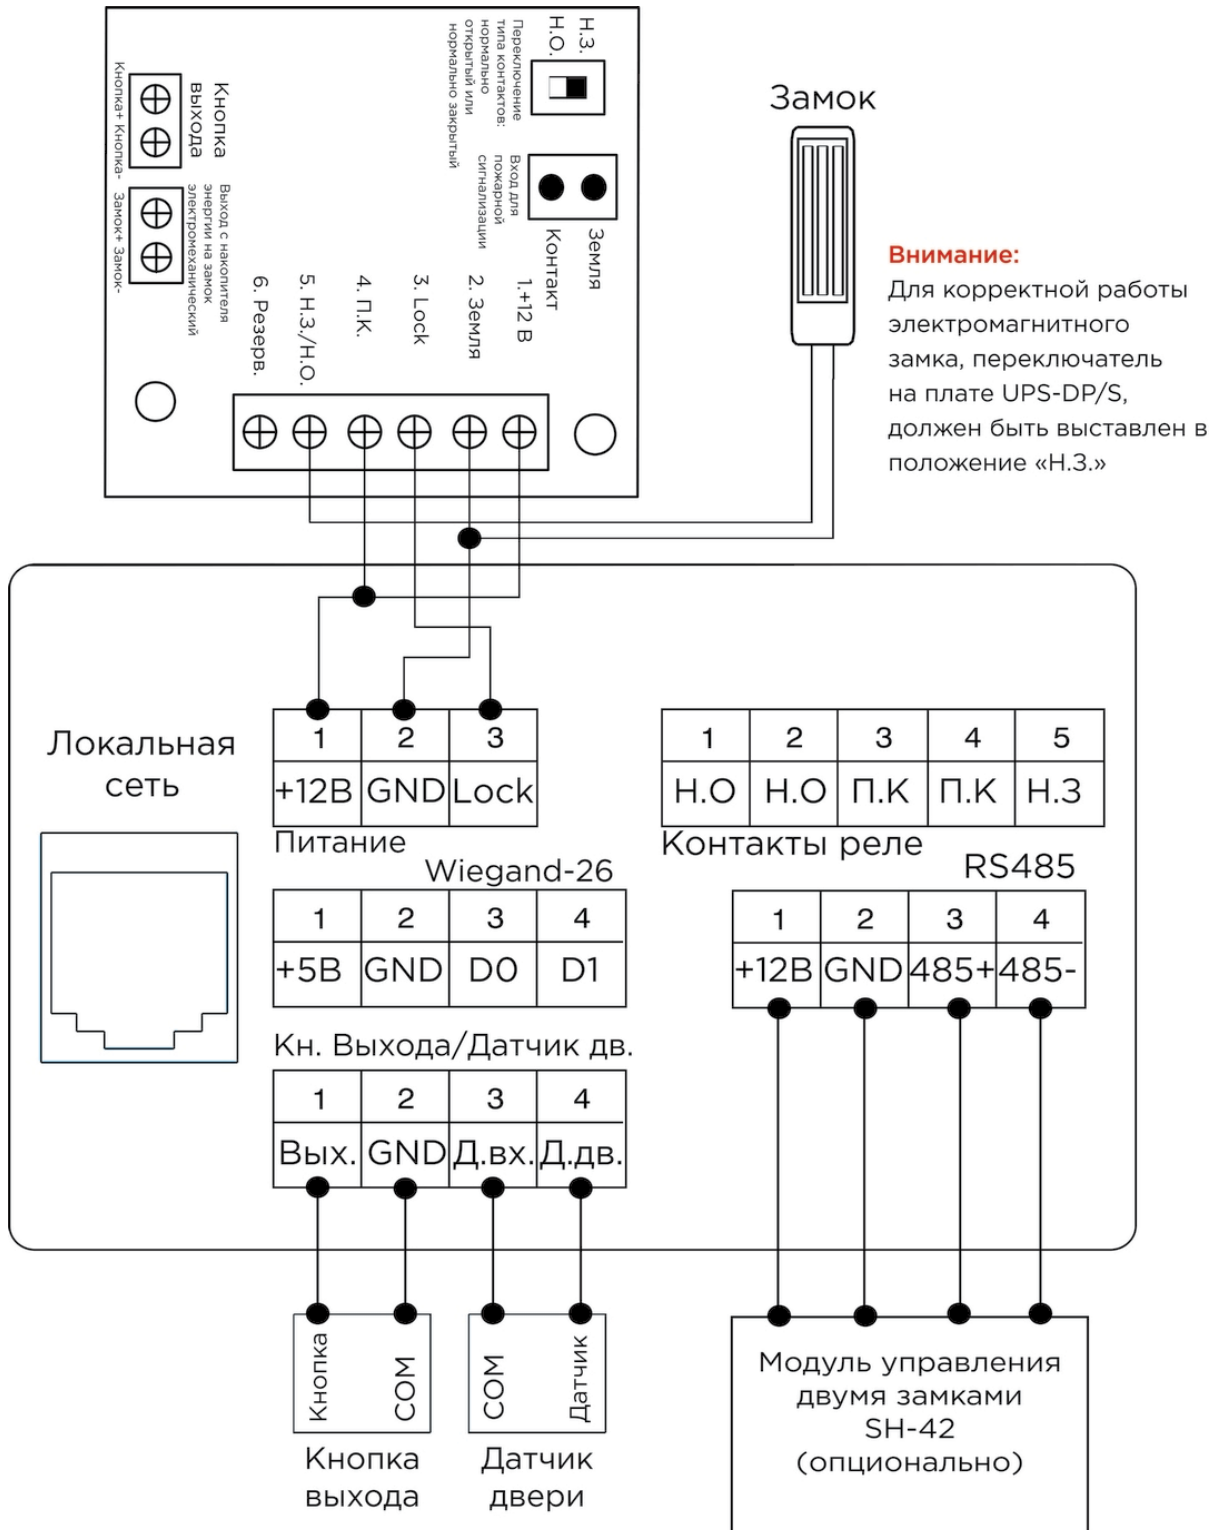 Н.З.
Н.О.
Переключение
типа контактов:
нормально
открытый или
нормально закрытый
Кнопка
выхода
Кнопка+ Кнопка-
Вход для
пожарной
сигнализации
Земля
Контакт
Выход с накопителя
энергии на замок
электромеханический
Замок+ Замок-
6. Резерв.
5. Н.З./Н.О.
4. П.К.
3. Lock
2. Земля
1.+12 В
Замок
Внимание:
Для корректной работы
электромагнитного
замка, переключатель
на плате UPS-DP/S,
должен быть выставлен в
положение «Н.З.»
Локальная
сеть
1 2 3
+12В GND Lock
Питание
1 2 3 4 5
Н.О Н.О П.К П.К Н.З
Контакты реле
Wiegand-26
1 2 3 4
+5В GND D0 D1
RS485
1 2 3 4
+12В GND 485+ 485-
Кн. Выхода/Датчик дв.
1 2 3 4
Вых. GND Д.вх. Д.дв.
Кнопка
COM
COM
Датчик
Кнопка
выхода
Датчик
двери
Модуль управления
двумя замками
SH-42
(опционально)